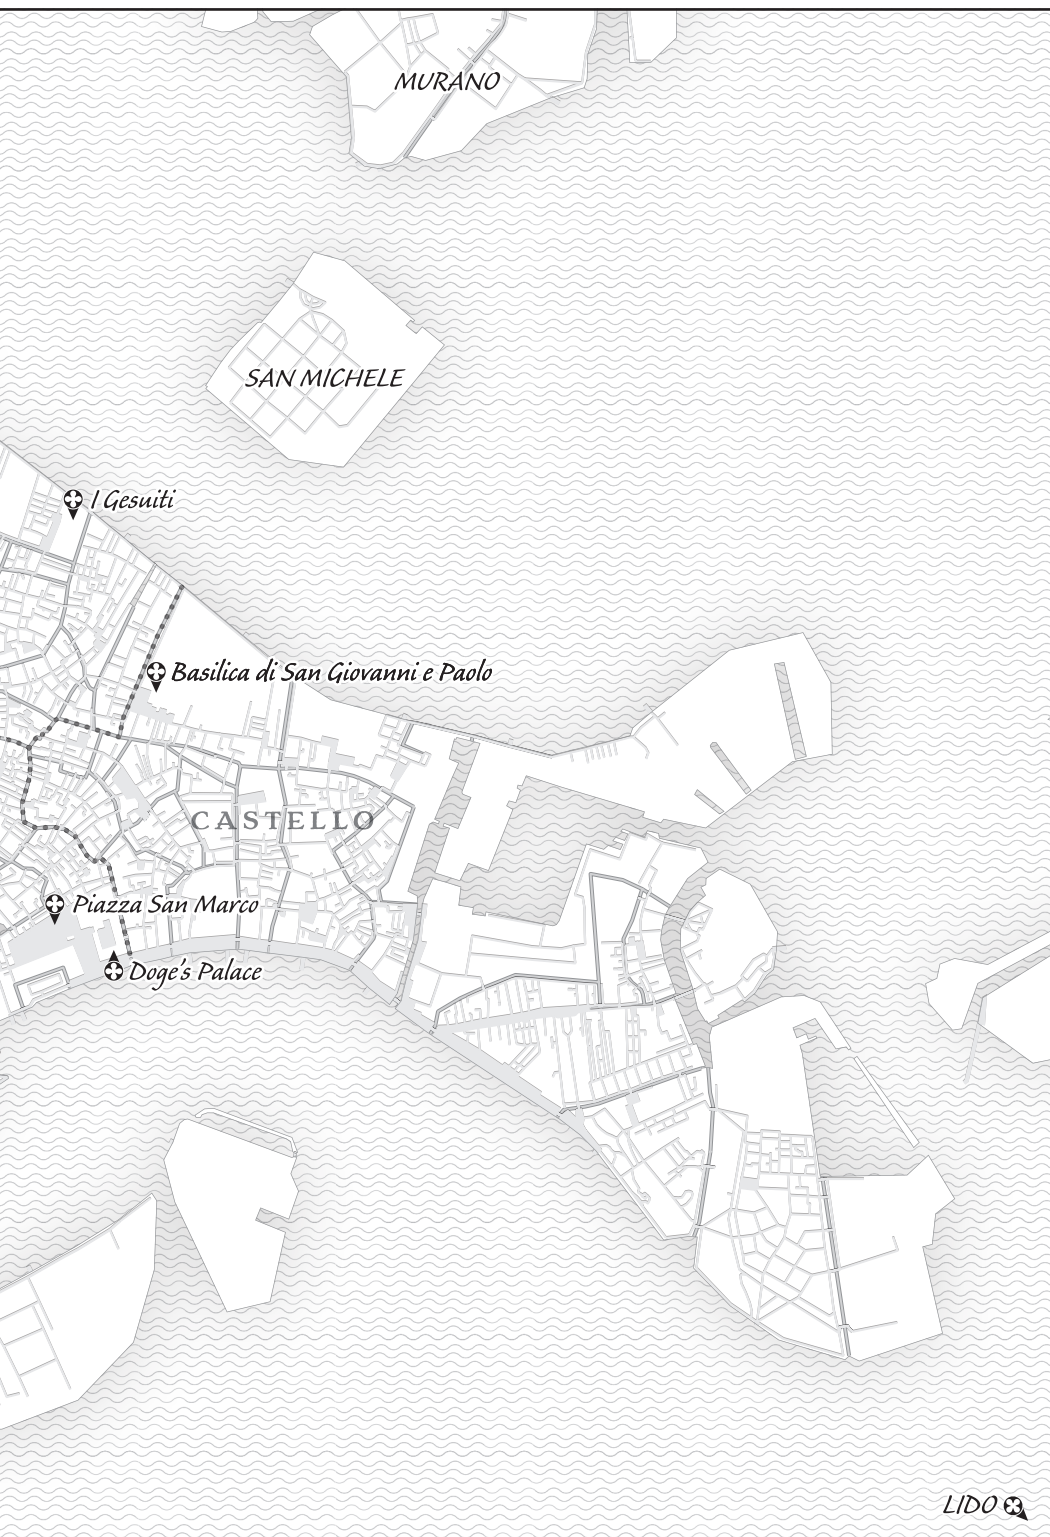 MURANO
SAN MICHELE
I Gesuiti
Basilica di San Giovanni e Paolo
CASTELLO
Piazza San Marco
Doge's Palace
LIDO